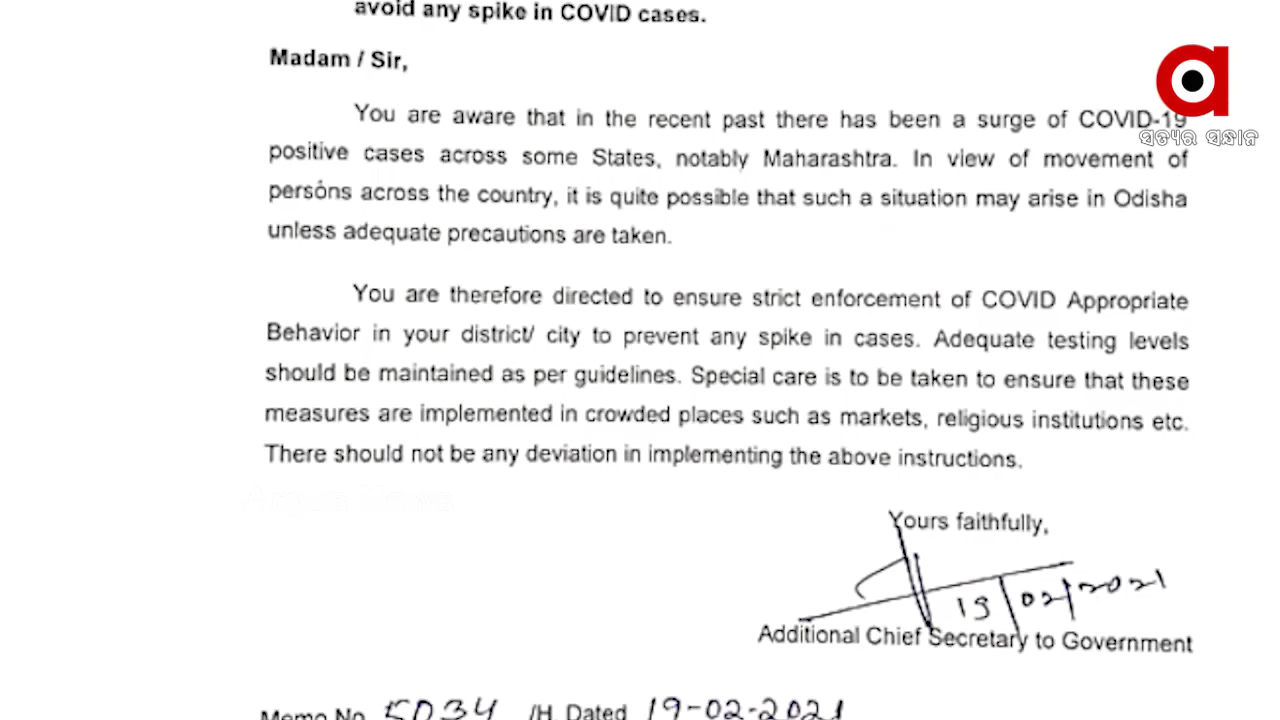 avoid any spike in COVID cases.
Madam / Sir,
You are aware that in the recent past there has been a surge of COVID-19
positive cases across some States, notably Maharashtra. In view of movement of
persons across the country, it is quite possible that such a situation may arise in Odisha
unless adequate precautions are taken.
You are therefore directed to ensure strict enforcement of COVID Appropriate
Behavior in your district/ city to prevent any spike in cases. Adequate testing levels
should be maintained as per guidelines. Special care is to be taken to ensure that these
measures are implemented in crowded places such as markets, religious institutions etc.
There should not be any deviation in implementing the above instructions.
Yours faithfully,
19/02/2021
Additional Chief Secretary to Government
Memo No. 5034 /H, Dated 19-02-2021
a
ସତ୍ୟର ସନ୍ଧାନ
Argus News